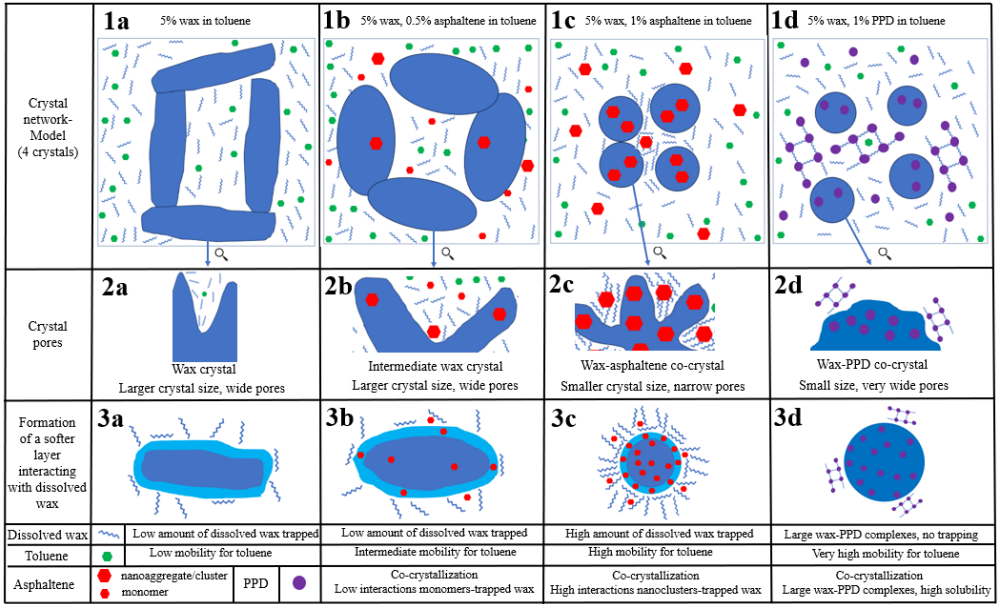 1a
5% wax in toluene
1b
5% wax, 0.5% asphaltene in toluene
1c
5% wax, 1% asphaltene in toluene
1d
5% wax, 1% PPD in toluene
Crystal
network-
Model
(4 crystals)
2a
2b
2c
2d
Crystal
pores
Wax crystal
Larger crystal size, wide pores
Intermediate wax crystal
Larger crystal size, wide pores
Wax-asphaltene co-crystal
Smaller crystal size, narrow pores
Wax-PPD co-crystal
Small size, very wide pores
3a
3b
3c
3d
Formation
of a softer
layer
interacting
with dissolved
wax
Dissolved wax
Low amount of dissolved wax trapped
Low amount of dissolved wax trapped
High amount of dissolved wax trapped
Large wax-PPD complexes, no trapping
Toluene
Low mobility for toluene
Intermediate mobility for toluene
High mobility for toluene
Very high mobility for toluene
Asphaltene
nanoaggregate/cluster
monomer
PPD
Co-crystallization
Low interactions monomers-trapped wax
Co-crystallization
High interactions nanoclusters-trapped wax
Co-crystallization
Large wax-PPD complexes, high solubility